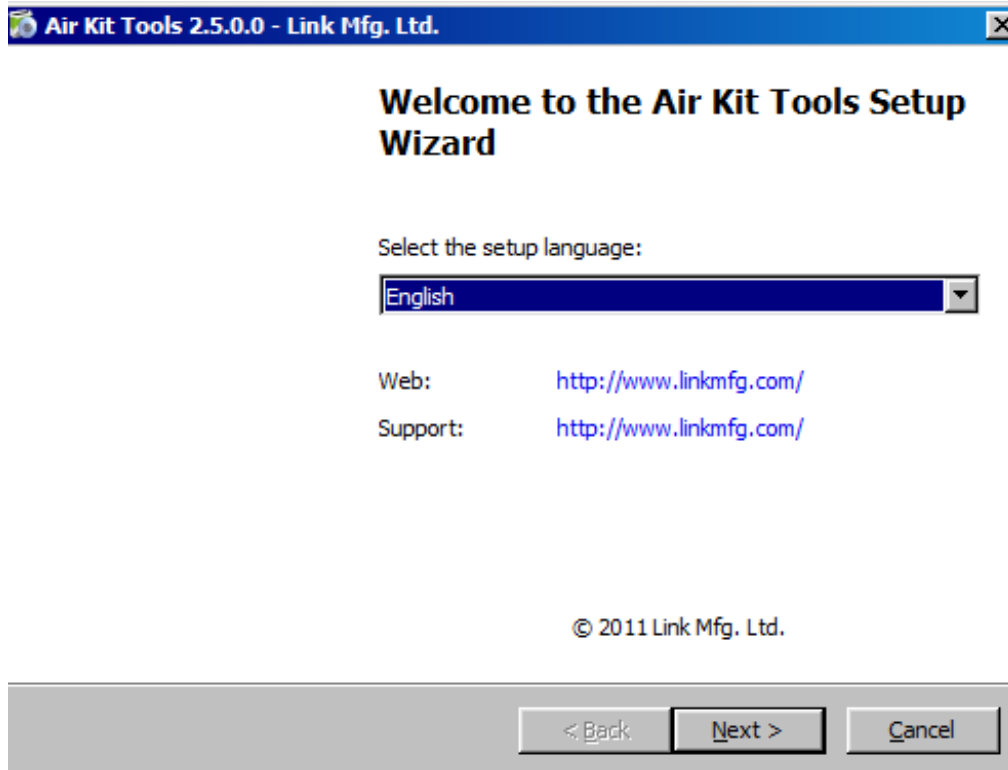 Air Kit Tools 2.5.0.0 - Link Mfg. Ltd.
Welcome to the Air Kit Tools Setup
Wizard
Select the setup language:
English
Web: http://www.linkmfg.com/
Support: http://www.linkmfg.com/
© 2011 Link Mfg. Ltd.
< Back Next > Cancel